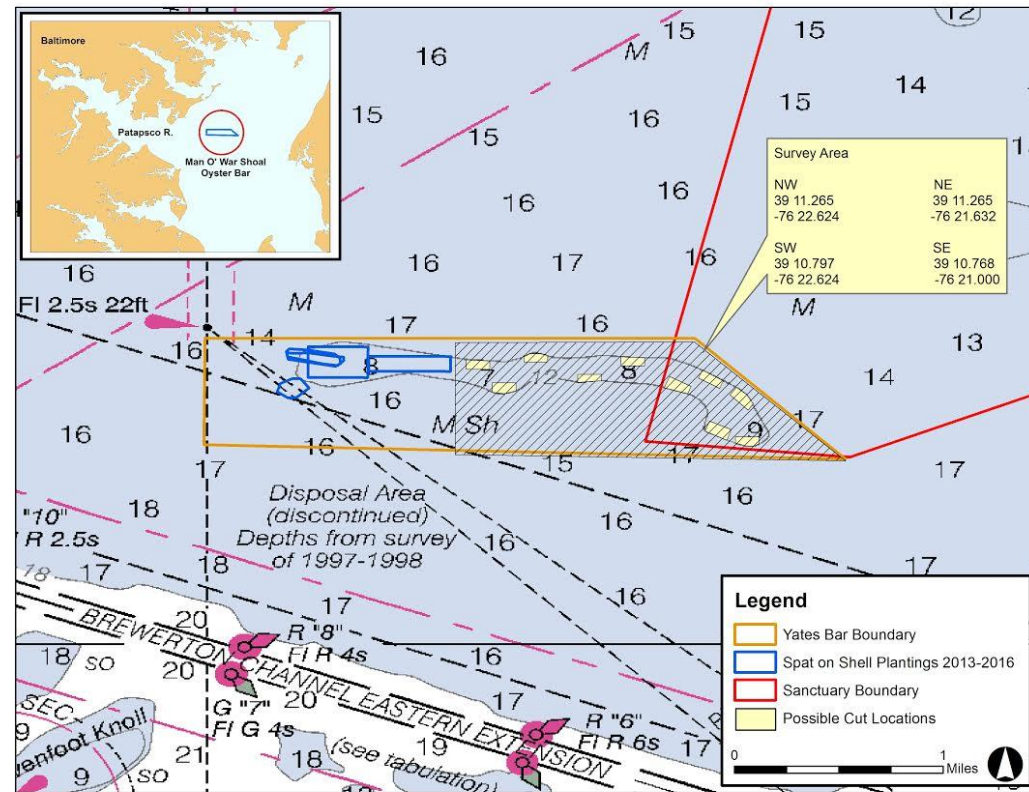 Baltimore
Patapsco R.
Man O' War Shoal
Oyster Bar
12
15
15
16
M
14
15
16
15
15
16
16
16
16
17
16
16
M
Fl 2.5s 22ft
Survey Area
NW
39 11.265
-76 22.624
NE
39 11.265
-76 21.632
SW
39 10.797
-76 22.624
SE
39 10.768
-76 21.000
M
14
17
16
13
16
8
7
12
8
14
16
M Sh
9
17
16
16
15
17
17
17
16
Disposal Area
(discontinued)
Depths from survey
of 1997-1998
18
"10"
R 2.5s
16
17
18
17
18
16
17
20
R "8"
Fl R 4s
16
BREWERTON CHANNEL EASTERN EXTENSION
18
SO
20
20
17
R "6"
Fl R 6s
17
SEC
G "7"
Fl G 4s
(see tabulation)
19
9
venfoot Knoll
21
18
9
SO
Legend
Yates Bar Boundary
Spat on Shell Plantings 2013-2016
Sanctuary Boundary
Possible Cut Locations
0
1
Miles